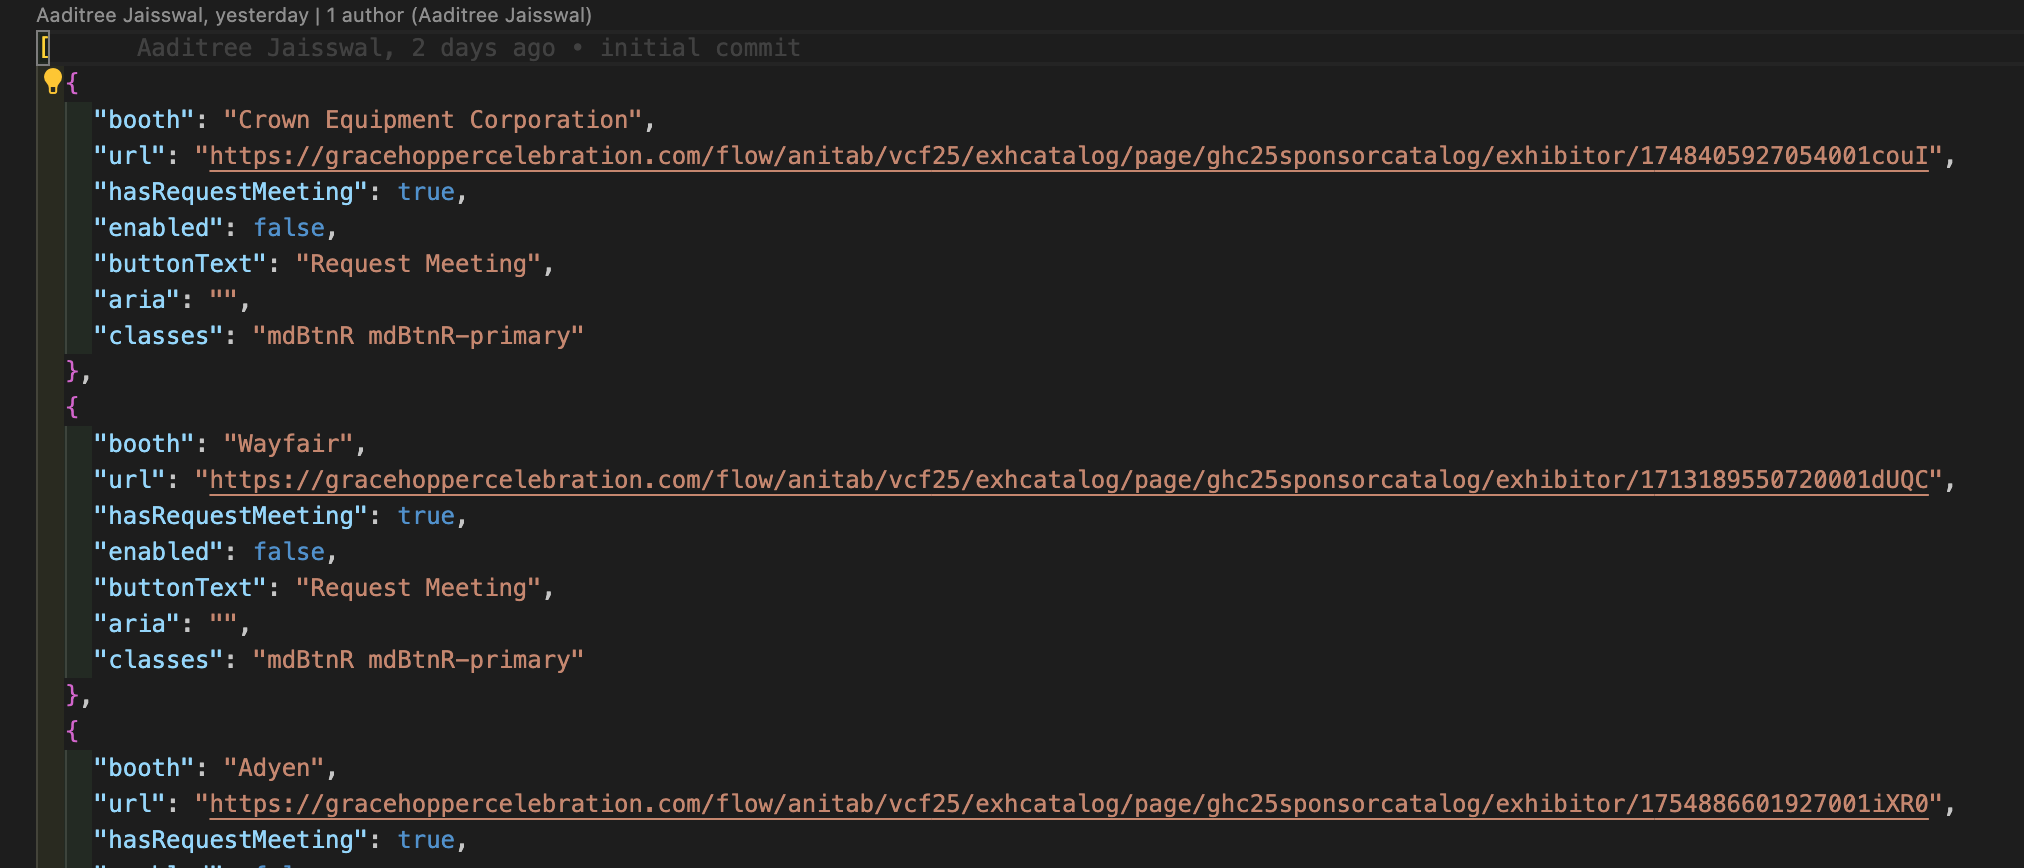 Aaditree Jaisswal, yesterday | 1 author (Aaditree Jaisswal)
[ Aaditree Jaisswal, 2 days ago • initial commit
{
"booth": "Crown Equipment Corporation",
"url": "https://gracehoppercelebration.com/flow/anitab/vcf25/exhcatalog/page/ghc25sponsorcatalog/exhibitor/1748405927054001couI",
"hasRequestMeeting": true,
"enabled": false,
"buttonText": "Request Meeting",
"aria": "",
"classes": "mdBtnR mdBtnR-primary"
},
{
"booth": "Wayfair",
"url": "https://gracehoppercelebration.com/flow/anitab/vcf25/exhcatalog/page/ghc25sponsorcatalog/exhibitor/1713189550720001dUQC",
"hasRequestMeeting": true,
"enabled": false,
"buttonText": "Request Meeting",
"aria": "",
"classes": "mdBtnR mdBtnR-primary"
},
{
"booth": "Adyen",
"url": "https://gracehoppercelebration.com/flow/anitab/vcf25/exhcatalog/page/ghc25sponsorcatalog/exhibitor/1754886601927001iXR0",
"hasRequestMeeting": true,